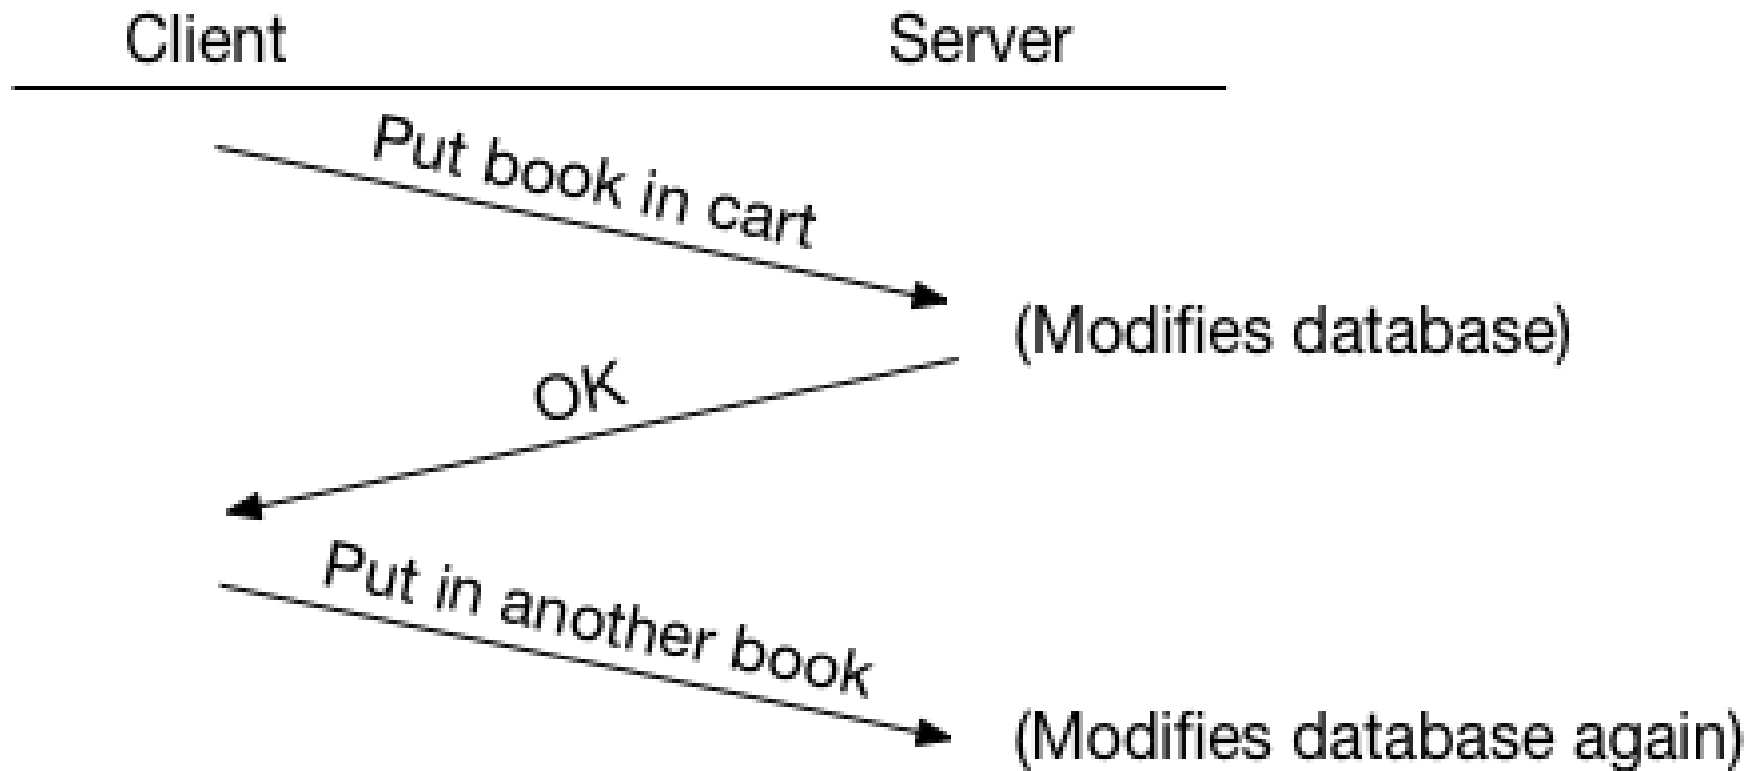 Client Server
Put book in cart
(Modifies database)
OK
Put in another book
(Modifies database again)